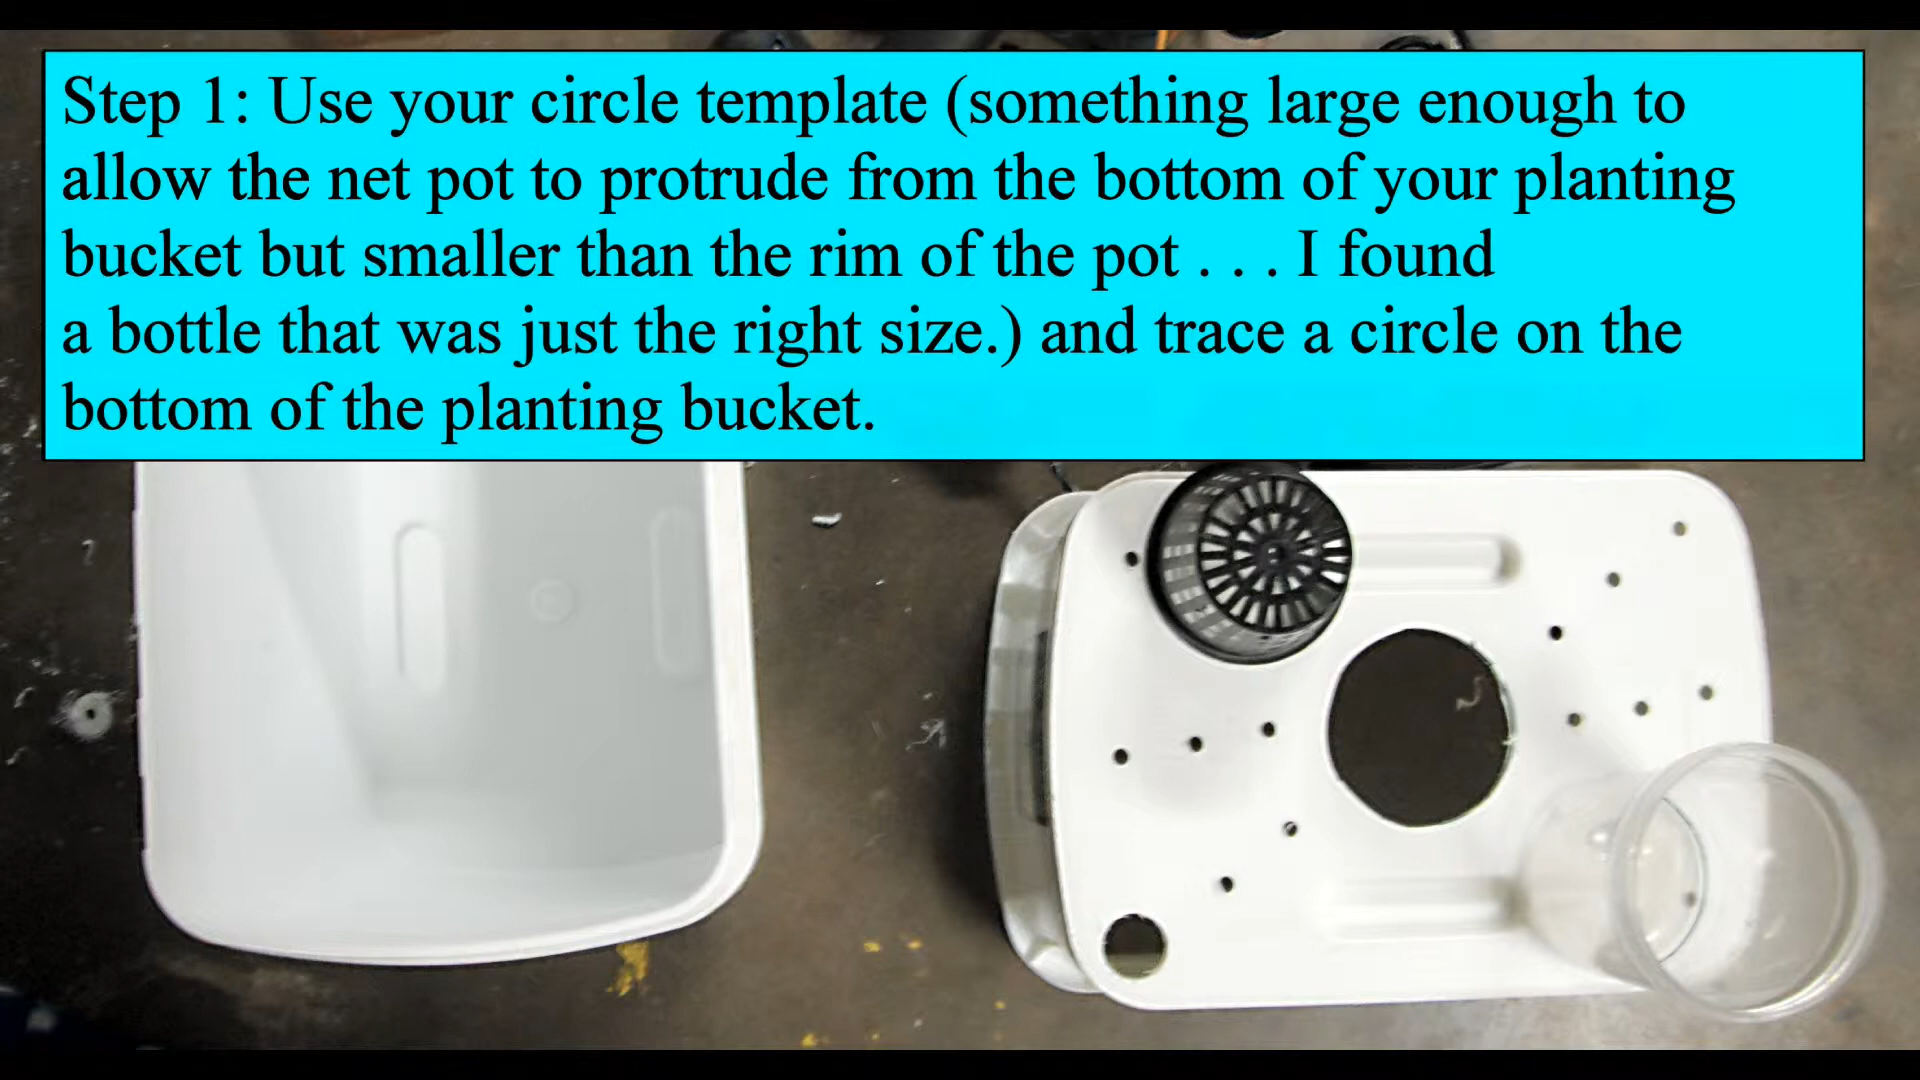 Step 1: Use your circle template (something large enough to
allow the net pot to protrude from the bottom of your planting
bucket but smaller than the rim of the pot . . . I found
a bottle that was just the right size.) and trace a circle on the
bottom of the planting bucket.